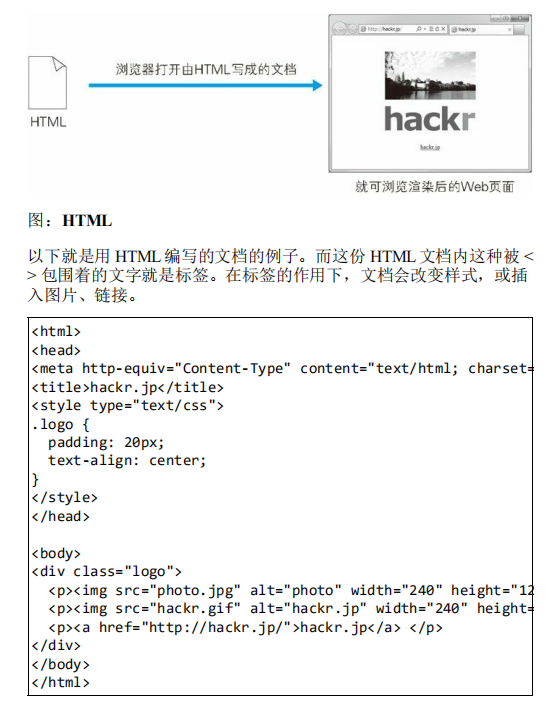 浏览器打开由HTML写成的文档
http://hackr.jp/
hackr.jp
HTML
hackr
hackr.jp
就可浏览渲染后的Web页面
图：HTML
以下就是用 HTML 编写的文档的例子。而这份 HTML 文档内这种被 <
> 包围着的文字就是标签。在标签的作用下，文档会改变样式，或插
入图片、链接。
<html>
<head>
<meta http-equiv="Content-Type" content="text/html; charset=
<title>hackr.jp</title>
<style type="text/css">
.logo {
  padding: 20px;
  text-align: center;
}
</style>
</head>
<body>
<div class="logo">
  <p><img src="photo.jpg" alt="photo" width="240" height="12
  <p><img src="hackr.gif" alt="hackr.jp" width="240" height=
  <p><a href="http://hackr.jp/">hackr.jp</a> </p>
</div>
</body>
</html>